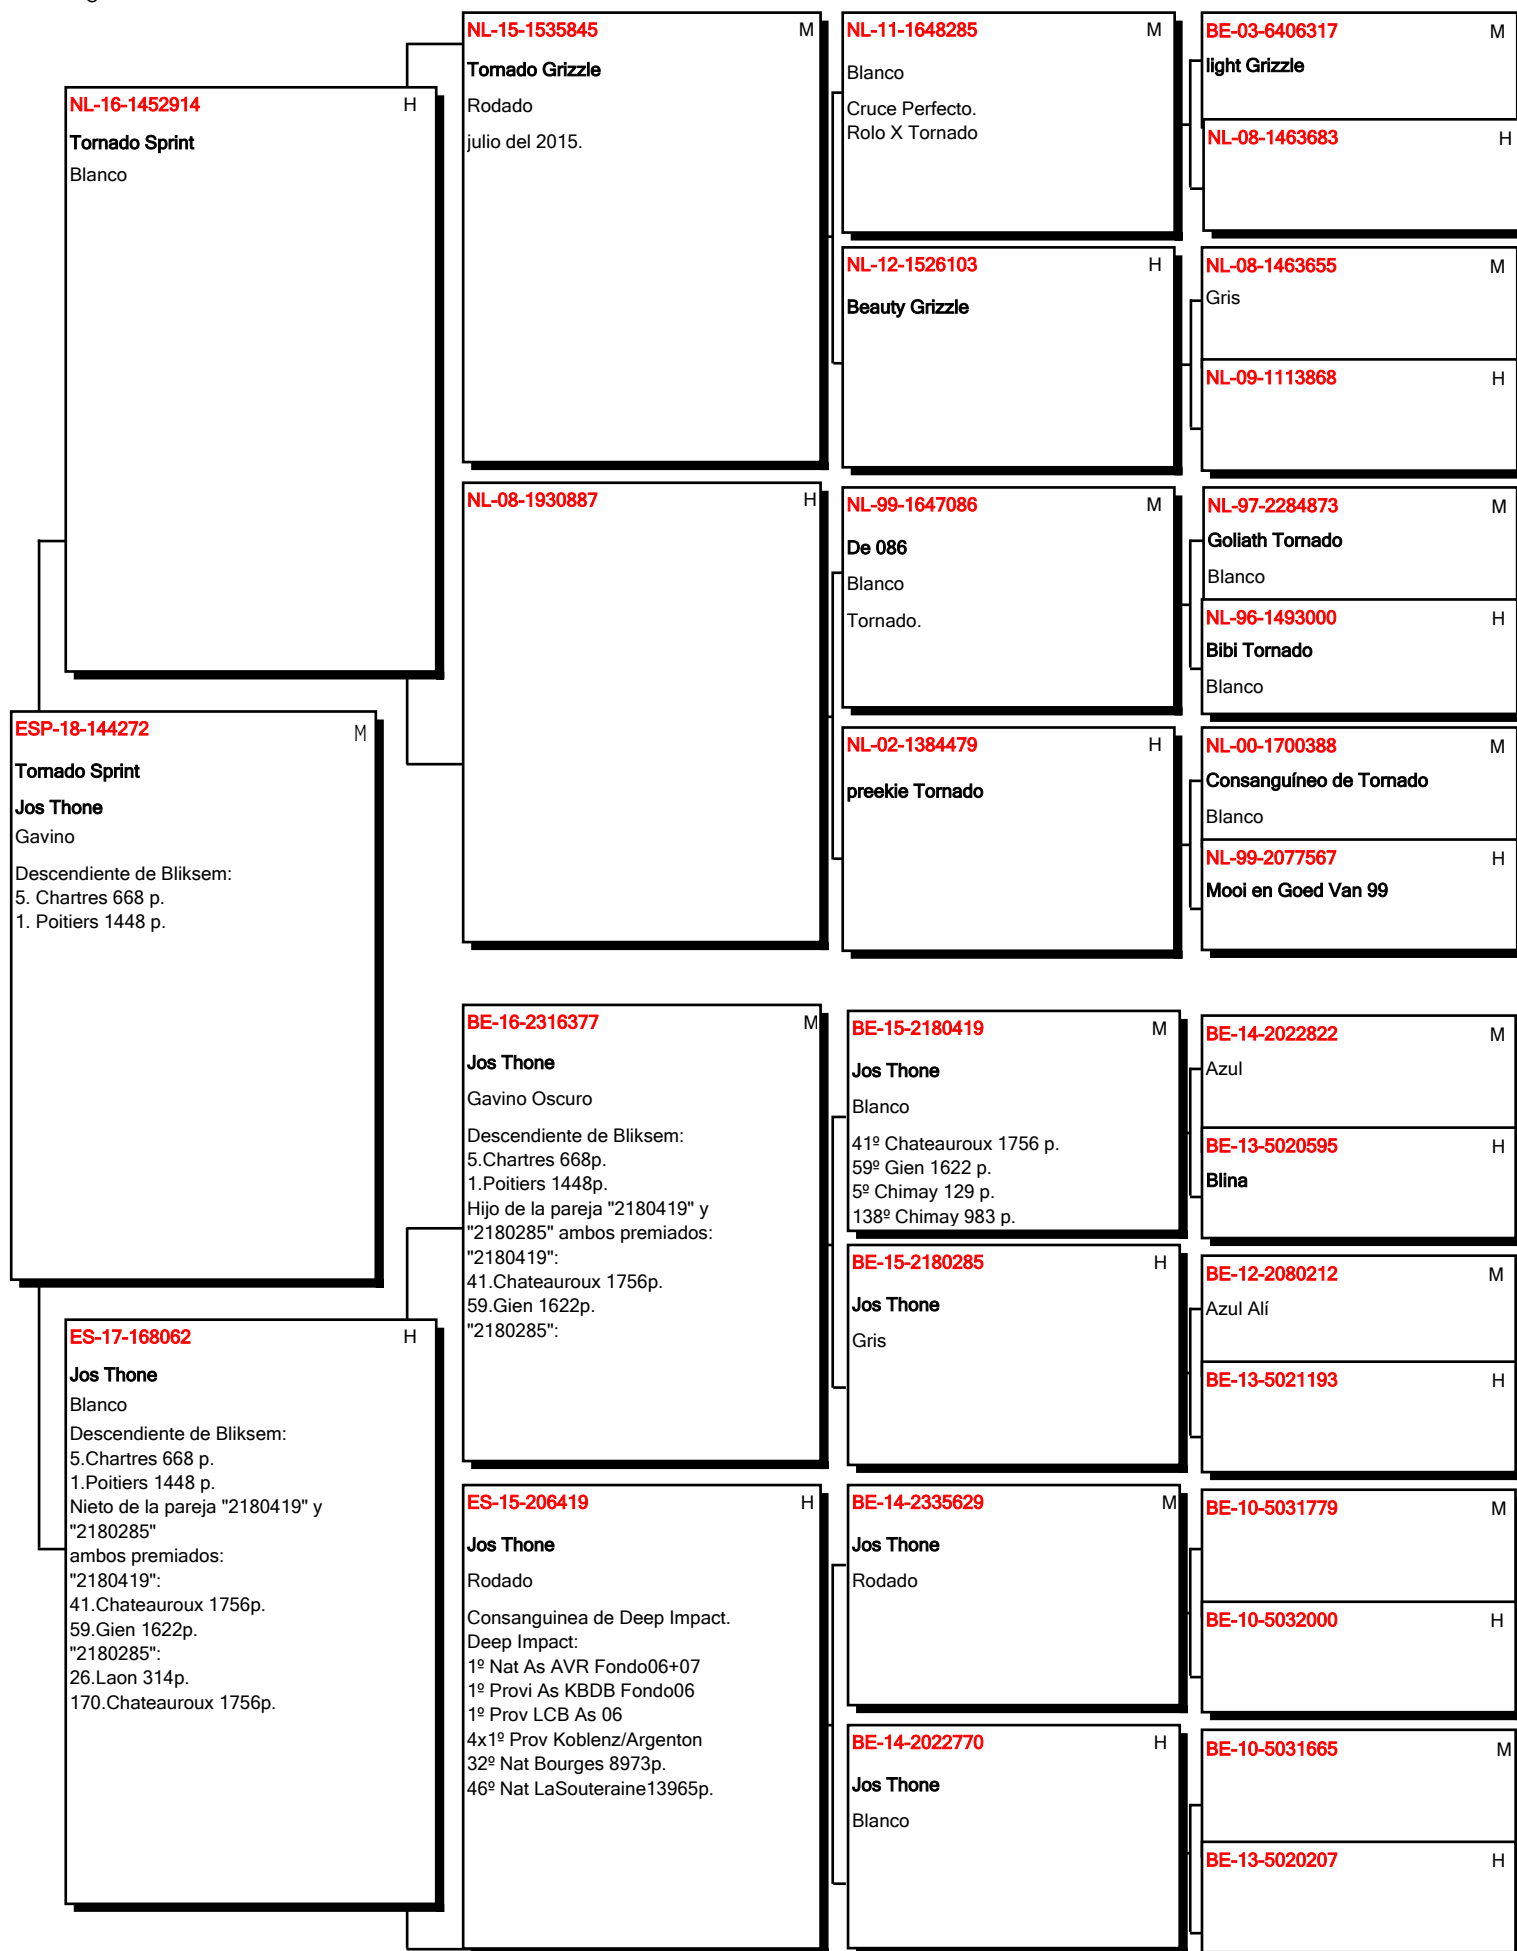 NL-16-1452914 H
Tornado Sprint
Blanco
ESP-18-144272 M
Tornado Sprint
Jos Thone
Gavino
Descendiente de Bliksem:
5. Chartres 668 p.
1. Poitiers 1448 p.
ES-17-168062 H
Jos Thone
Blanco
Descendiente de Bliksem:
5.Chartres 668 p.
1.Poitiers 1448 p.
Nieto de la pareja "2180419" y
"2180285"
ambos premiados:
"2180419":
41.Chateauroux 1756p.
59.Gien 1622p.
"2180285":
26.Laon 314p.
170.Chateauroux 1756p.
NL-15-1535845 M
Tornado Grizzle
Rodado
julio del 2015.
NL-08-1930887 H
BE-16-2316377 M
Jos Thone
Gavino Oscuro
Descendiente de Bliksem:
5.Chartres 668p.
1.Poitiers 1448p.
Hijo de la pareja "2180419" y
"2180285" ambos premiados:
"2180419":
41.Chateauroux 1756p.
59.Gien 1622p.
"2180285":
ES-15-206419 H
Jos Thone
Rodado
Consanguinea de Deep Impact.
Deep Impact:
1º Nat As AVR Fondo06+07
1º Provi As KBDB Fondo06
1º Prov LCB As 06
4x1º Prov Koblenz/Argenton
32º Nat Bourges 8973p.
46º Nat LaSouteraine13965p.
NL-11-1648285 M
Blanco
Cruce Perfecto.
Rolo X Tornado
NL-12-1526103 H
Beauty Grizzle
NL-99-1647086 M
De 086
Blanco
Tornado.
NL-02-1384479 H
preekie Tornado
BE-15-2180419 M
Jos Thone
Blanco
41º Chateauroux 1756 p.
59º Gien 1622 p.
5º Chimay 129 p.
138º Chimay 983 p.
BE-15-2180285 H
Jos Thone
Gris
BE-14-2335629 M
Jos Thone
Rodado
BE-14-2022770 H
Jos Thone
Blanco
BE-03-6406317 M
light Grizzle
NL-08-1463683 H
NL-08-1463655 M
Gris
NL-09-1113868 H
NL-97-2284873 M
Goliath Tornado
Blanco
NL-96-1493000 H
Bibi Tornado
Blanco
NL-00-1700388 M
Consanguíneo de Tornado
Blanco
NL-99-2077567 H
Mooi en Goed Van 99
BE-14-2022822 M
Azul
BE-13-5020595 H
Blina
BE-12-2080212 M
Azul Alí
BE-13-5021193 H
BE-10-5031779 M
BE-10-5032000 H
BE-10-5031665 M
BE-13-5020207 H